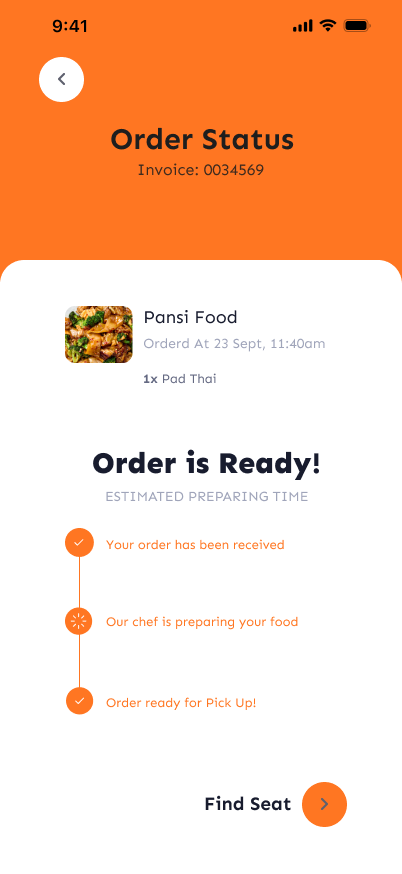 9:41
Order Status
Invoice: 0034569
Pansi Food
Orderd At 23 Sept, 11:40am
1x Pad Thai
Order is Ready!
ESTIMATED PREPARING TIME
Your order has been received
Our chef is preparing your food
Order ready for Pick Up!
Find Seat